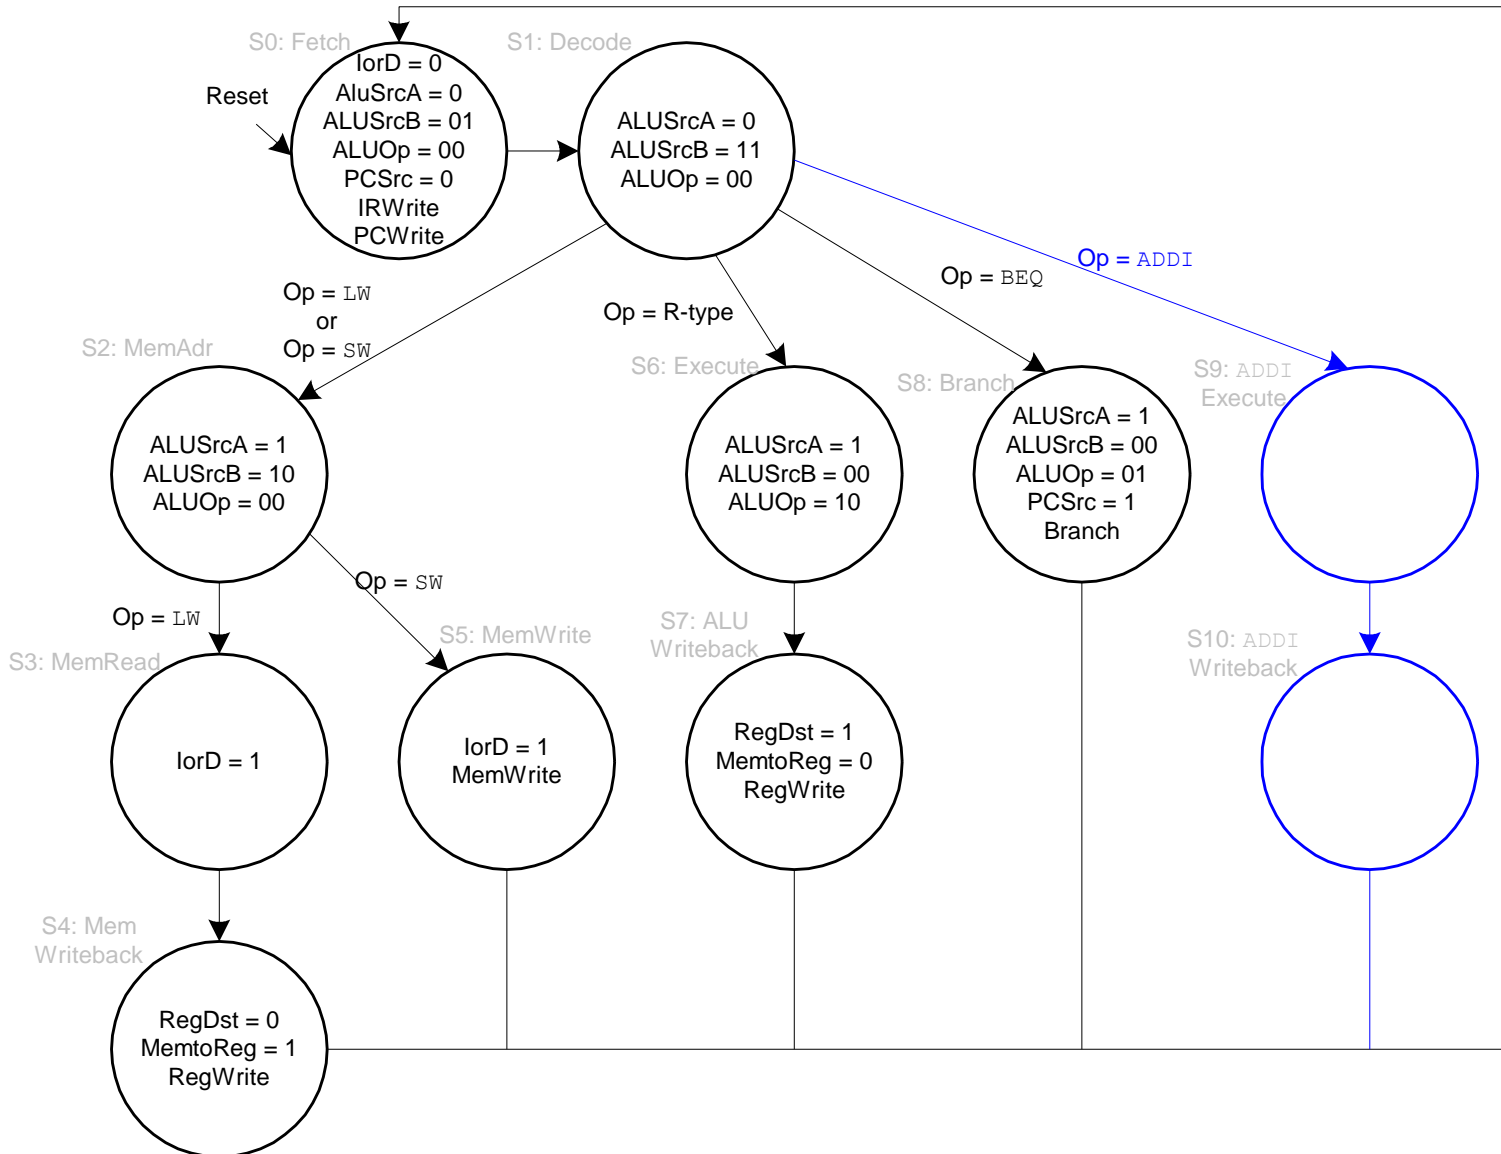 S0: Fetch
S1: Decode
Reset
IorD = 0
AluSrcA = 0
ALUSrcB = 01
ALUOp = 00
PCSrc = 0
IRWrite
PCWrite
ALUSrcA = 0
ALUSrcB = 11
ALUOp = 00
Op = LW
or
Op = SW
Op = R-type
Op = BEQ
Op = ADDI
S2: MemAdr
ALUSrcA = 1
ALUSrcB = 10
ALUOp = 00
S6: Execute
ALUSrcA = 1
ALUSrcB = 00
ALUOp = 10
S8: Branch
ALUSrcA = 1
ALUSrcB = 00
ALUOp = 01
PCSrc = 1
Branch
S9: ADDI
Execute
Op = LW
Op = SW
S3: MemRead
IorD = 1
S5: MemWrite
IorD = 1
MemWrite
S7: ALU
Writeback
RegDst = 1
MemtoReg = 0
RegWrite
S10: ADDI
Writeback
S4: Mem
Writeback
RegDst = 0
MemtoReg = 1
RegWrite